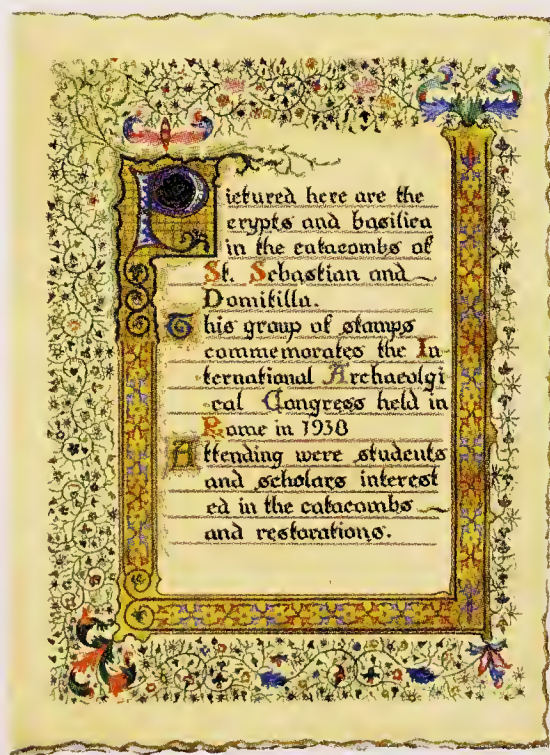 Pictured here are the
crypts and basilica
in the catacombs of
St. Sebastian and
Domitilla.
This group of stamps
commemorates the In-
ternational Archaeolgi
cal Congress held in
Rome in 1938
Attending were students
and scholars interest
ed in the catacombs
and restorations.